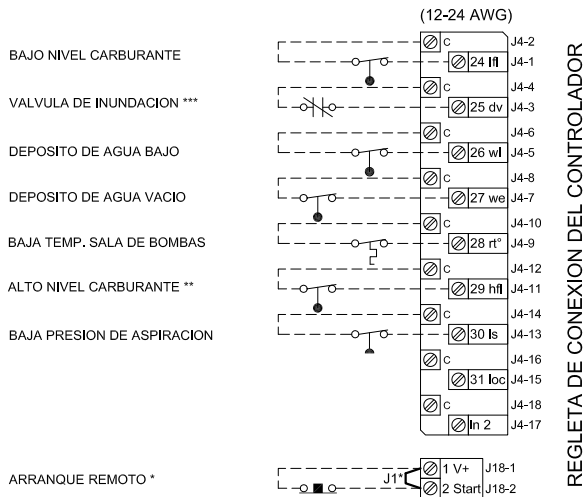 (12-24 AWG)
C J4-2
BAJO NIVEL CARBURANTE
24 lfl J4-1
C J4-4
VALVULA DE INUNDACION ***
25 dv J4-3
C J4-6
DEPOSITO DE AGUA BAJO
26 wl J4-5
C J4-8
DEPOSITO DE AGUA VACIO
27 we J4-7
C J4-10
BAJA TEMP. SALA DE BOMBAS
28 rt° J4-9
C J4-12
ALTO NIVEL CARBURANTE **
29 hfl J4-11
C J4-14
BAJA PRESION DE ASPIRACION
30 ls J4-13
C J4-16
31 loc J4-15
C J4-18
In 2 J4-17
1 V+ J18-1
ARRANQUE REMOTO *
J1*
2 Start J18-2
REGLETA DE CONEXION DEL CONTROLADOR